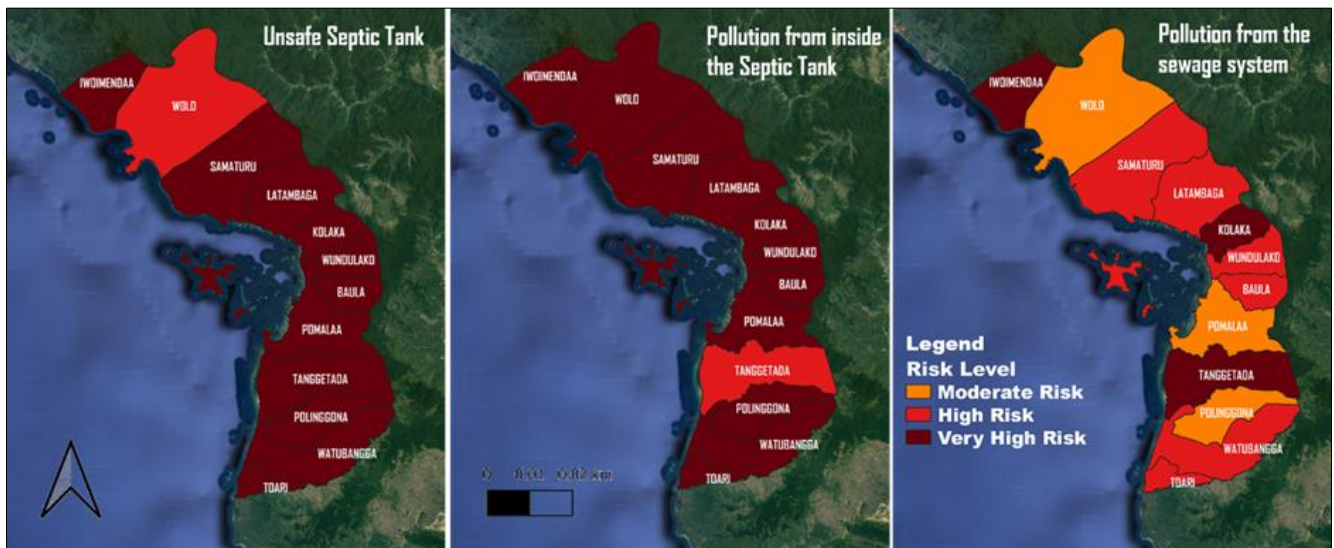 Unsafe Septic Tank
IWOIMENDAA
WOLO
SAMATURU
LATAMBAGA
KOLAKA
WUNDULAKO
BAULA
POMALAA
TANGGETADA
POLINGGONA
WATUBANGGA
TOARI
Pollution from inside
the Septic Tank
IWOIMENDAA
WOLO
SAMATURU
LATAMBAGA
KOLAKA
WUNDULAKO
BAULA
POMALAA
TANGGETADA
POLINGGONA
WATUBANGGA
TOARI
Pollution from the
sewage system
IWOIMENDAA
WOLO
SAMATURU
LATAMBAGA
KOLAKA
WUNDULAKO
BAULA
POMALAA
TANGGETADA
POLINGGONA
WATUBANGGA
TOARI
Legend
Risk Level
Moderate Risk
High Risk
Very High Risk